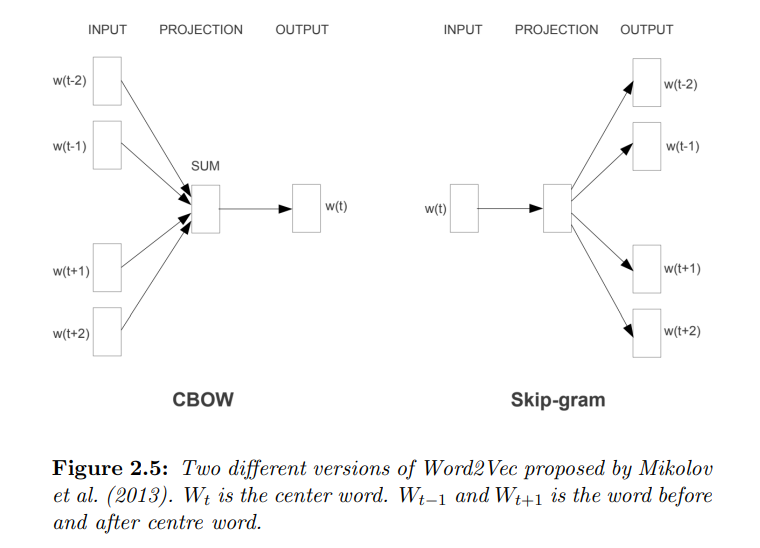 INPUT PROJECTION OUTPUT
w(t-2)
w(t-1)
SUM
w(t)
w(t+1)
w(t+2)
CBOW
INPUT PROJECTION OUTPUT
w(t-2)
w(t-1)
w(t)
w(t+1)
w(t+2)
Skip-gram
Figure 2.5: Two different versions of Word2Vec proposed by Mikolov
et al. (2013). Wₜ is the center word. Wₜ₋₁ and Wₜ₊₁ is the word before
and after centre word.